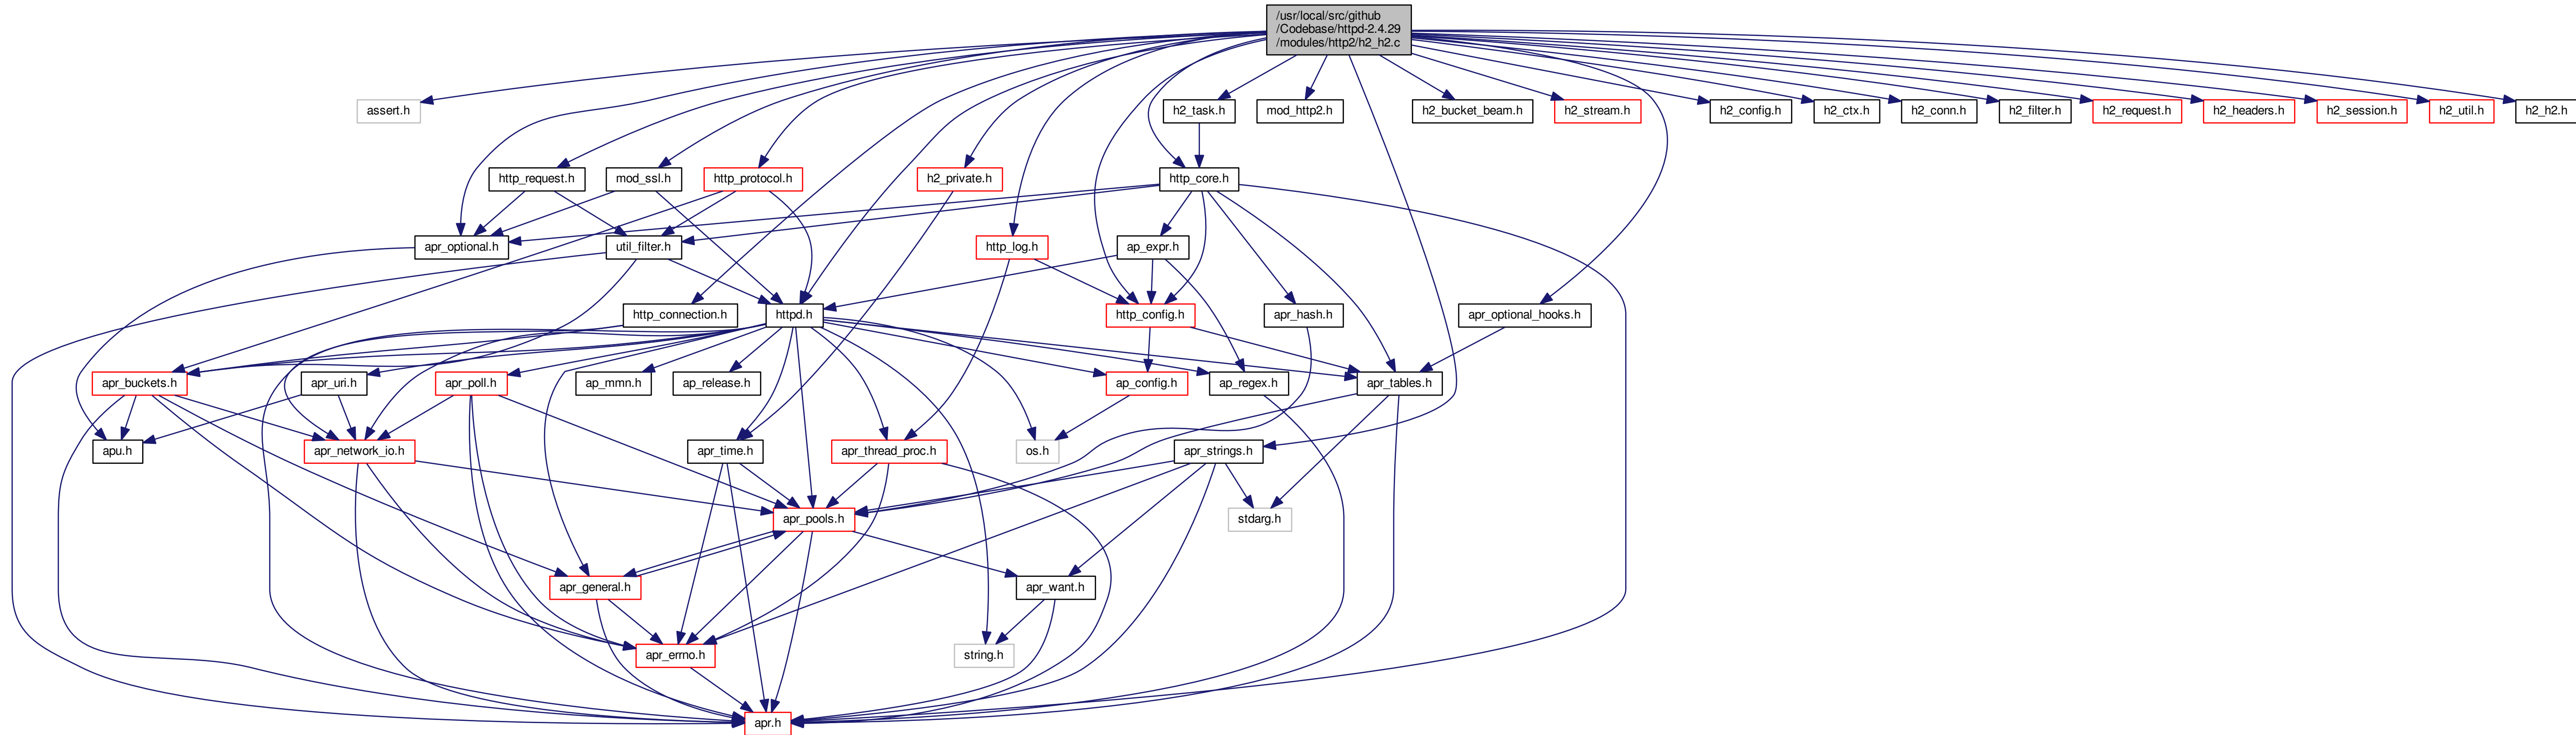 /usr/local/src/github
/Codebase/httpd-2.4.29
/modules/http2/h2_h2.c
assert.h
h2_task.h
mod_http2.h
h2_bucket_beam.h
h2_stream.h
h2_config.h
h2_ctx.h
h2_conn.h
h2_filter.h
h2_request.h
h2_headers.h
h2_session.h
h2_util.h
h2_h2.h
http_request.h
mod_ssl.h
http_protocol.h
h2_private.h
http_core.h
apr_optional.h
util_filter.h
http_log.h
ap_expr.h
http_connection.h
httpd.h
http_config.h
apr_hash.h
apr_optional_hooks.h
apr_buckets.h
apr_uri.h
apr_poll.h
ap_mmn.h
ap_release.h
ap_config.h
ap_regex.h
apr_tables.h
apu.h
apr_network_io.h
apr_time.h
apr_thread_proc.h
os.h
apr_strings.h
apr_pools.h
stdarg.h
apr_general.h
apr_want.h
apr_errno.h
string.h
apr.h